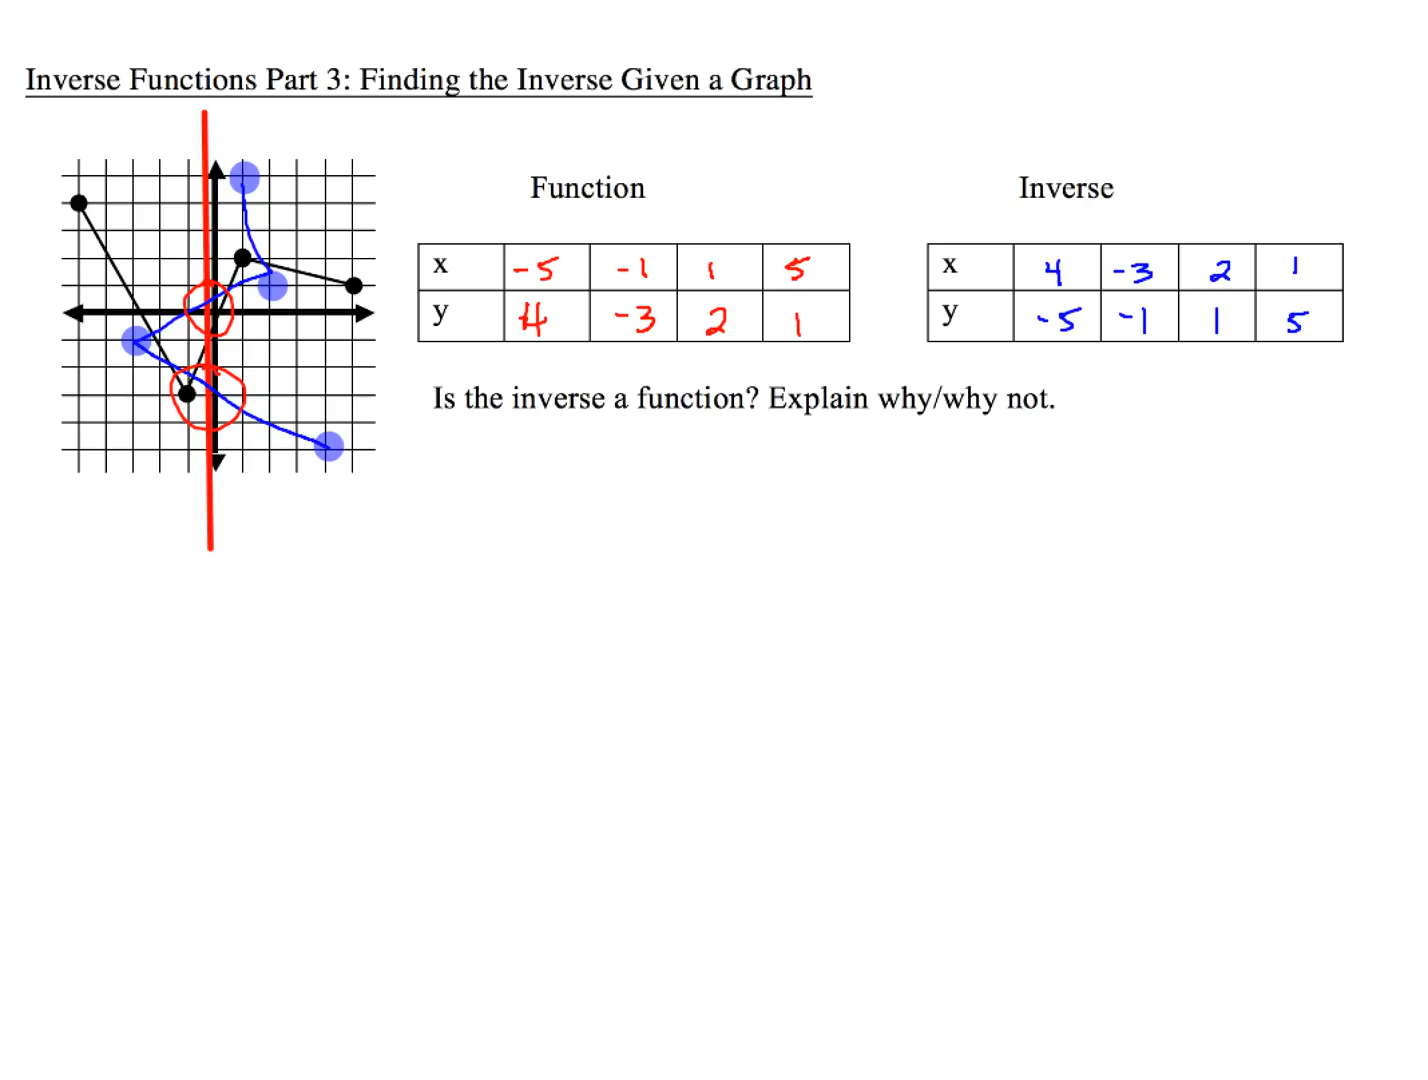 Inverse Functions Part 3: Finding the Inverse Given a Graph
Function
x -5 -1 1 5
y 4 -3 2 1
Inverse
x 4 -3 2 1
y -5 -1 1 5
Is the inverse a function? Explain why/why not.